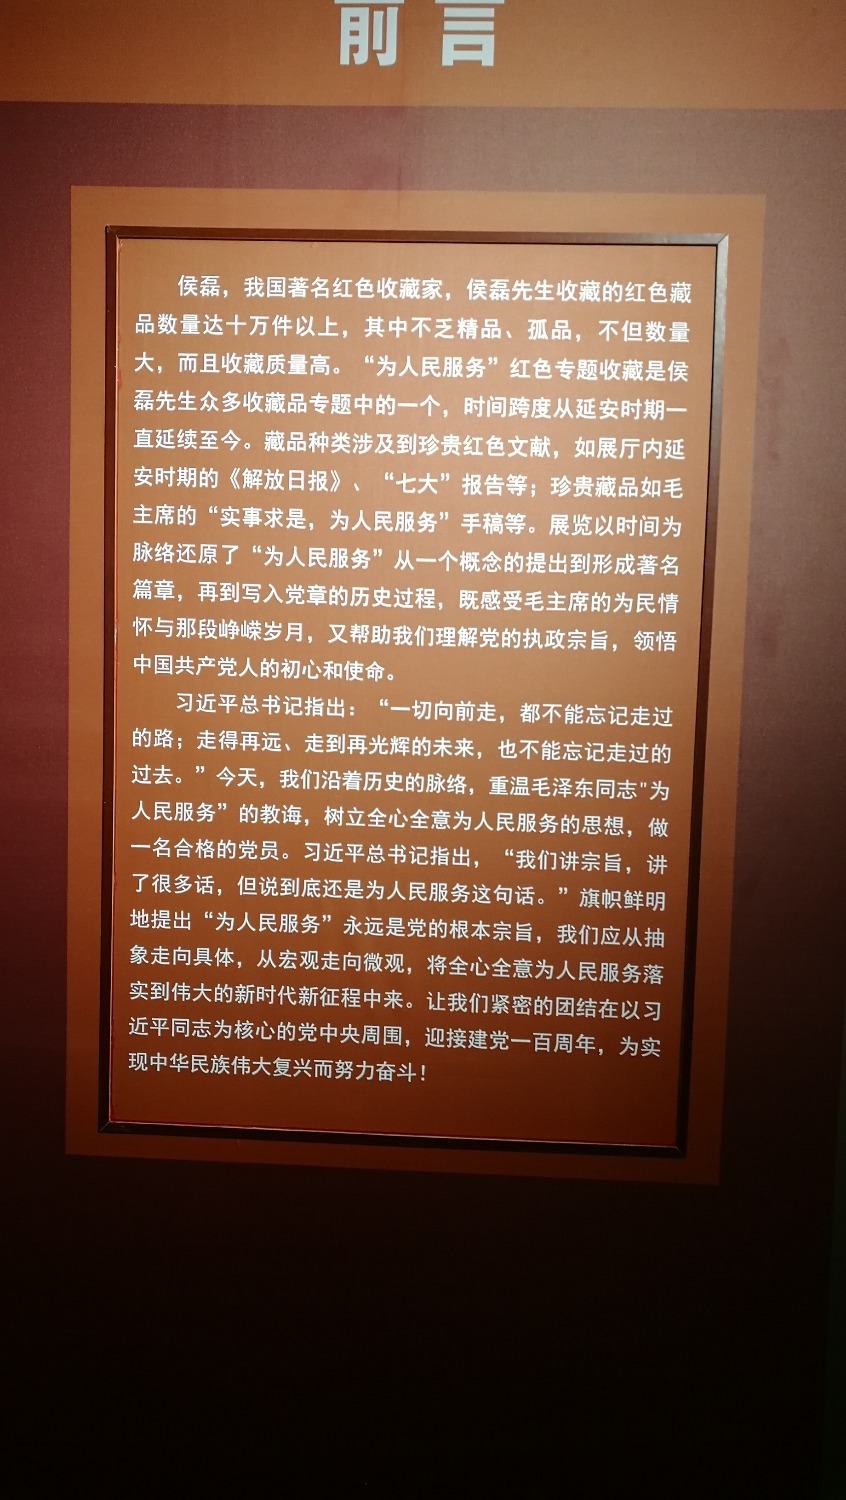 前言
侯磊，我国著名红色收藏家，侯磊先生收藏的红色藏
品数量达十万件以上，其中不乏精品、孤品，不但数量
大，而且收藏质量高。“为人民服务”红色专题收藏是侯
磊先生众多收藏品专题中的一个，时间跨度从延安时期一
直延续至今。藏品种类涉及到珍贵红色文献，如展厅内延
安时期的《解放日报》、“七大”报告等；珍贵藏品如毛
主席的“实事求是，为人民服务”手稿等。展览以时间为
脉络还原了“为人民服务”从一个概念的提出到形成著名
篇章，再到写入党章的历史过程，既感受毛主席的为民情
怀与那段峥嵘岁月，又帮助我们理解党的执政宗旨，领悟
中国共产党人的初心和使命。
习近平总书记指出：“一切向前走，都不能忘记走过
的路；走得再远、走到再光辉的未来，也不能忘记走过的
过去。”今天，我们沿着历史的脉络，重温毛泽东同志"为
人民服务”的教诲，树立全心全意为人民服务的思想，做
一名合格的党员。习近平总书记指出，“我们讲宗旨，讲
了很多话，但说到底还是为人民服务这句话。”旗帜鲜明
地提出“为人民服务”永远是党的根本宗旨，我们应从抽
象走向具体，从宏观走向微观，将全心全意为人民服务落
实到伟大的新时代新征程中来。让我们紧密的团结在以习
近平同志为核心的党中央周围，迎接建党一百周年，为实
现中华民族伟大复兴而努力奋斗！